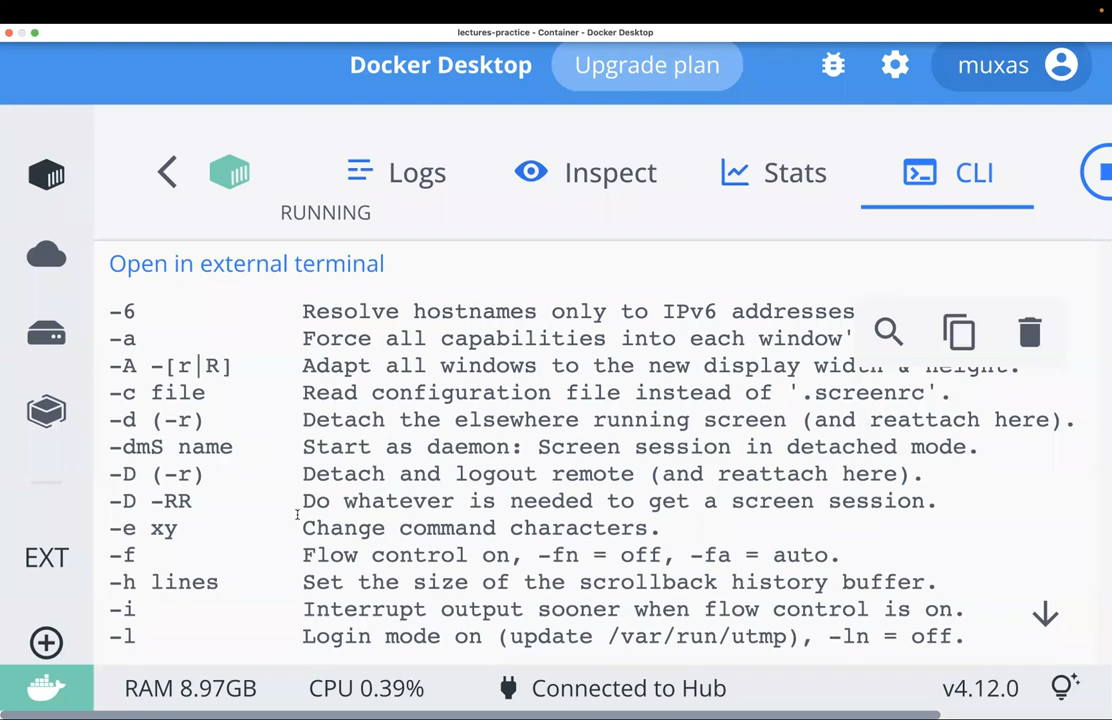 lectures-practice - Container - Docker Desktop
Docker Desktop Upgrade plan muxas
Logs Inspect Stats CLI
RUNNING
Open in external terminal
-6 Resolve hostnames only to IPv6 addresses
-a Force all capabilities into each window'
-A -[r|R] Adapt all windows to the new display width & height.
-c file Read configuration file instead of '.screenrc'.
-d (-r) Detach the elsewhere running screen (and reattach here).
-dmS name Start as daemon: Screen session in detached mode.
-D (-r) Detach and logout remote (and reattach here).
-D -RR Do whatever is needed to get a screen session.
-e xy Change command characters.
-f Flow control on, -fn = off, -fa = auto.
-h lines Set the size of the scrollback history buffer.
-i Interrupt output sooner when flow control is on.
-l Login mode on (update /var/run/utmp), -ln = off.
EXT
RAM 8.97GB CPU 0.39% Connected to Hub v4.12.0